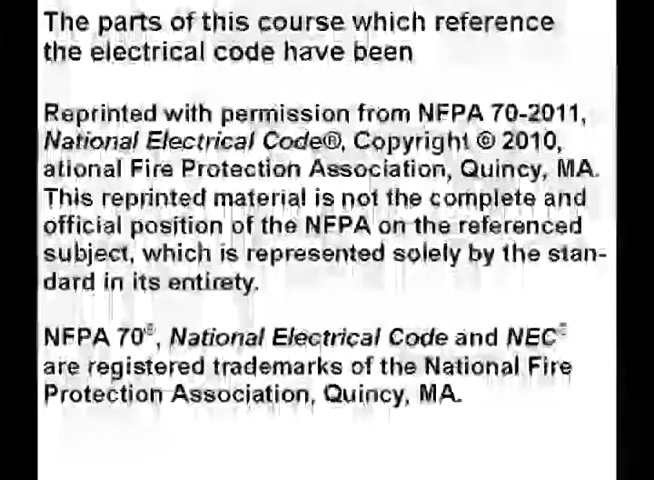 The parts of this course which reference
the electrical code have been
Reprinted with permission from NFPA 70-2011,
National Electrical Code®, Copyright © 2010,
ational Fire Protection Association, Quincy, MA.
This reprinted material is not the complete and
official position of the NFPA on the referenced
subject, which is represented solely by the stan-
dard in its entirety.
NFPA 70®, National Electrical Code and NEC®
are registered trademarks of the National Fire
Protection Association, Quincy, MA.